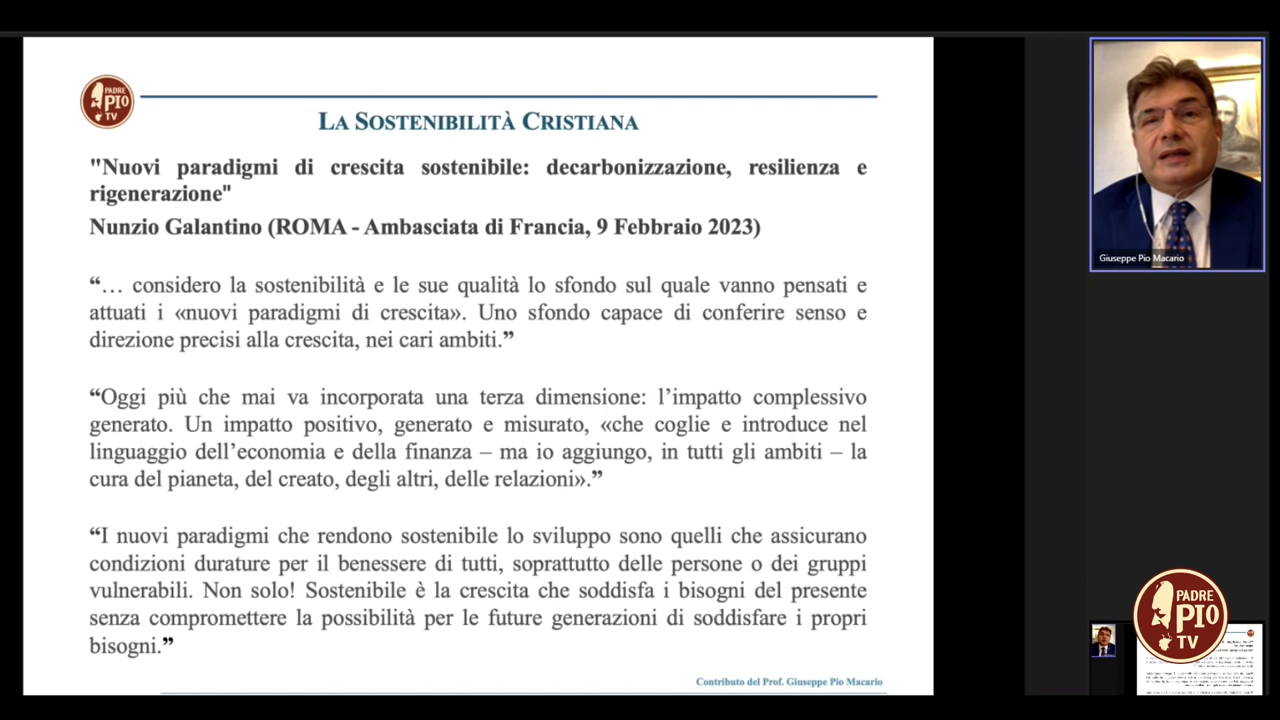 PADRE
PIO
TV
LA SOSTENIBILITÀ CRISTIANA
"Nuovi paradigmi di crescita sostenibile: decarbonizzazione, resilienza e
rigenerazione"
Nunzio Galantino (ROMA - Ambasciata di Francia, 9 Febbraio 2023)
“… considero la sostenibilità e le sue qualità lo sfondo sul quale vanno pensati e
attuati i «nuovi paradigmi di crescita». Uno sfondo capace di conferire senso e
direzione precisi alla crescita, nei cari ambiti.”
“Oggi più che mai va incorporata una terza dimensione: l’impatto complessivo
generato. Un impatto positivo, generato e misurato, «che coglie e introduce nel
linguaggio dell’economia e della finanza – ma io aggiungo, in tutti gli ambiti – la
cura del pianeta, del creato, degli altri, delle relazioni».”
“I nuovi paradigmi che rendono sostenibile lo sviluppo sono quelli che assicurano
condizioni durature per il benessere di tutti, soprattutto delle persone o dei gruppi
vulnerabili. Non solo! Sostenibile è la crescita che soddisfa i bisogni del presente
senza compromettere la possibilità per le future generazioni di soddisfare i propri
bisogni.”
Contributo del Prof. Giuseppe Pio Macario
Giuseppe Pio Macario
PADRE
PIO
TV